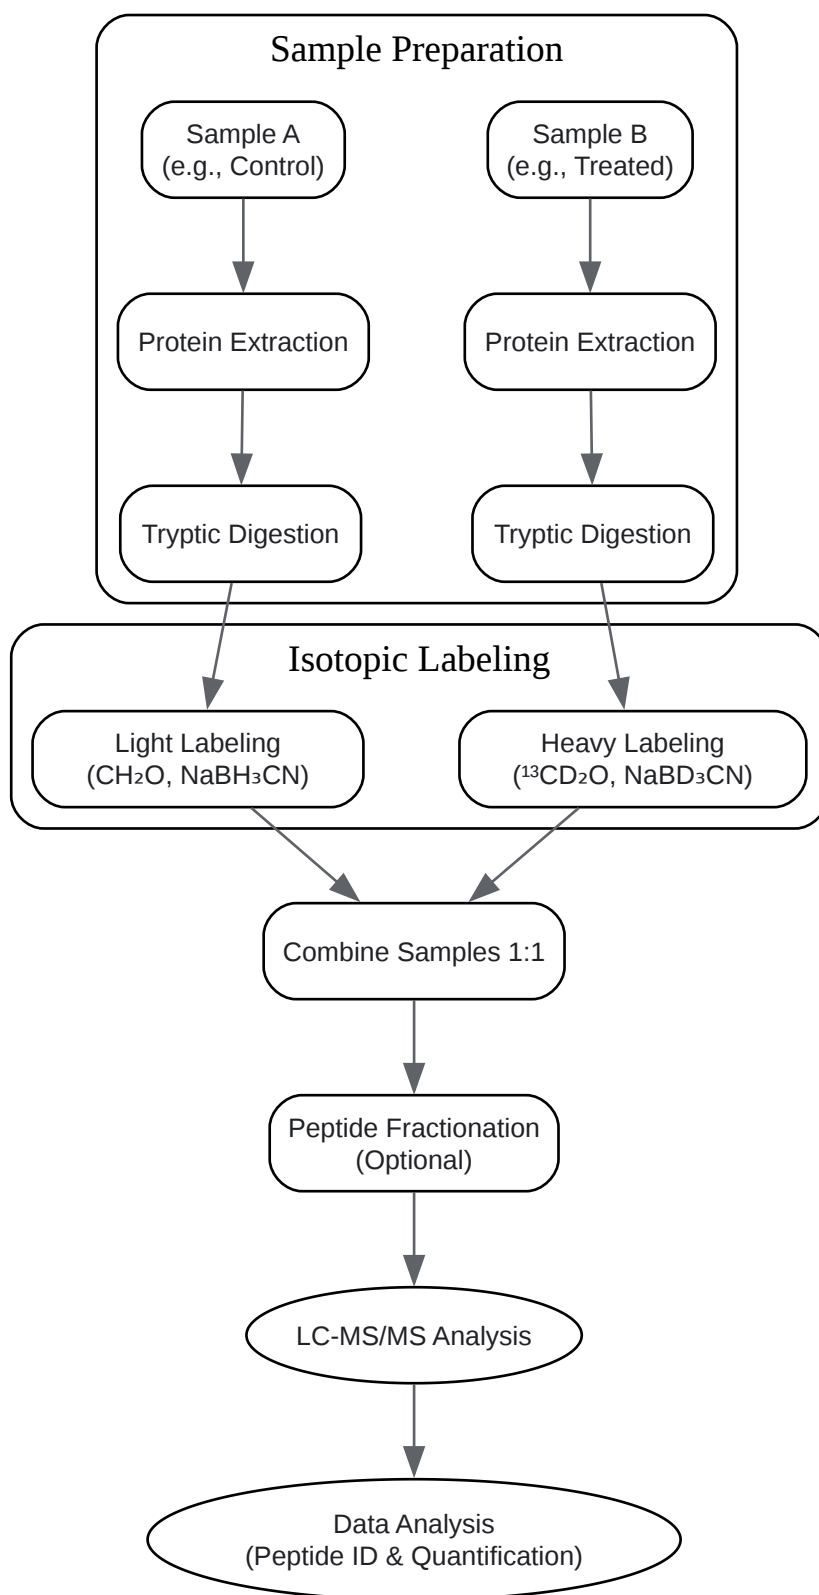 Sample Preparation
Sample A
(e.g., Control)
Sample B
(e.g., Treated)
Protein Extraction
Protein Extraction
Tryptic Digestion
Tryptic Digestion
Isotopic Labeling
Light Labeling
(CH₂O, NaBH₃CN)
Heavy Labeling
(¹³CD₂O, NaBD₃CN)
Combine Samples 1:1
Peptide Fractionation
(Optional)
LC-MS/MS Analysis
Data Analysis
(Peptide ID & Quantification)